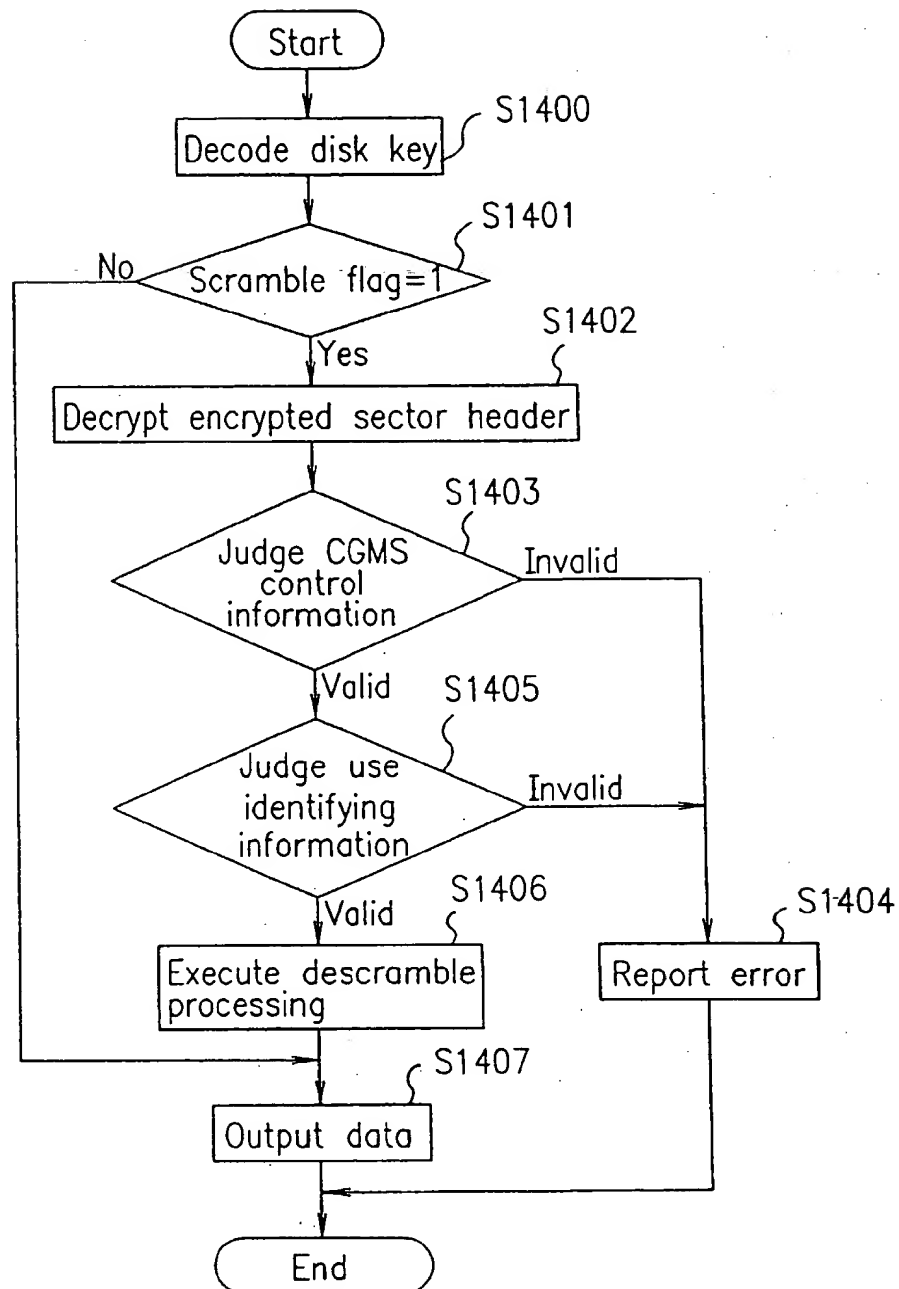 Start
S1400
Decode disk key
S1401
No
Scramble flag=1
Yes
S1402
Decrypt encrypted sector header
S1403
Judge CGMS
control
information
Invalid
Valid
S1405
Judge use
identifying
information
Invalid
Valid
S1406
S1404
Execute descramble
processing
Report error
S1407
Output data
End